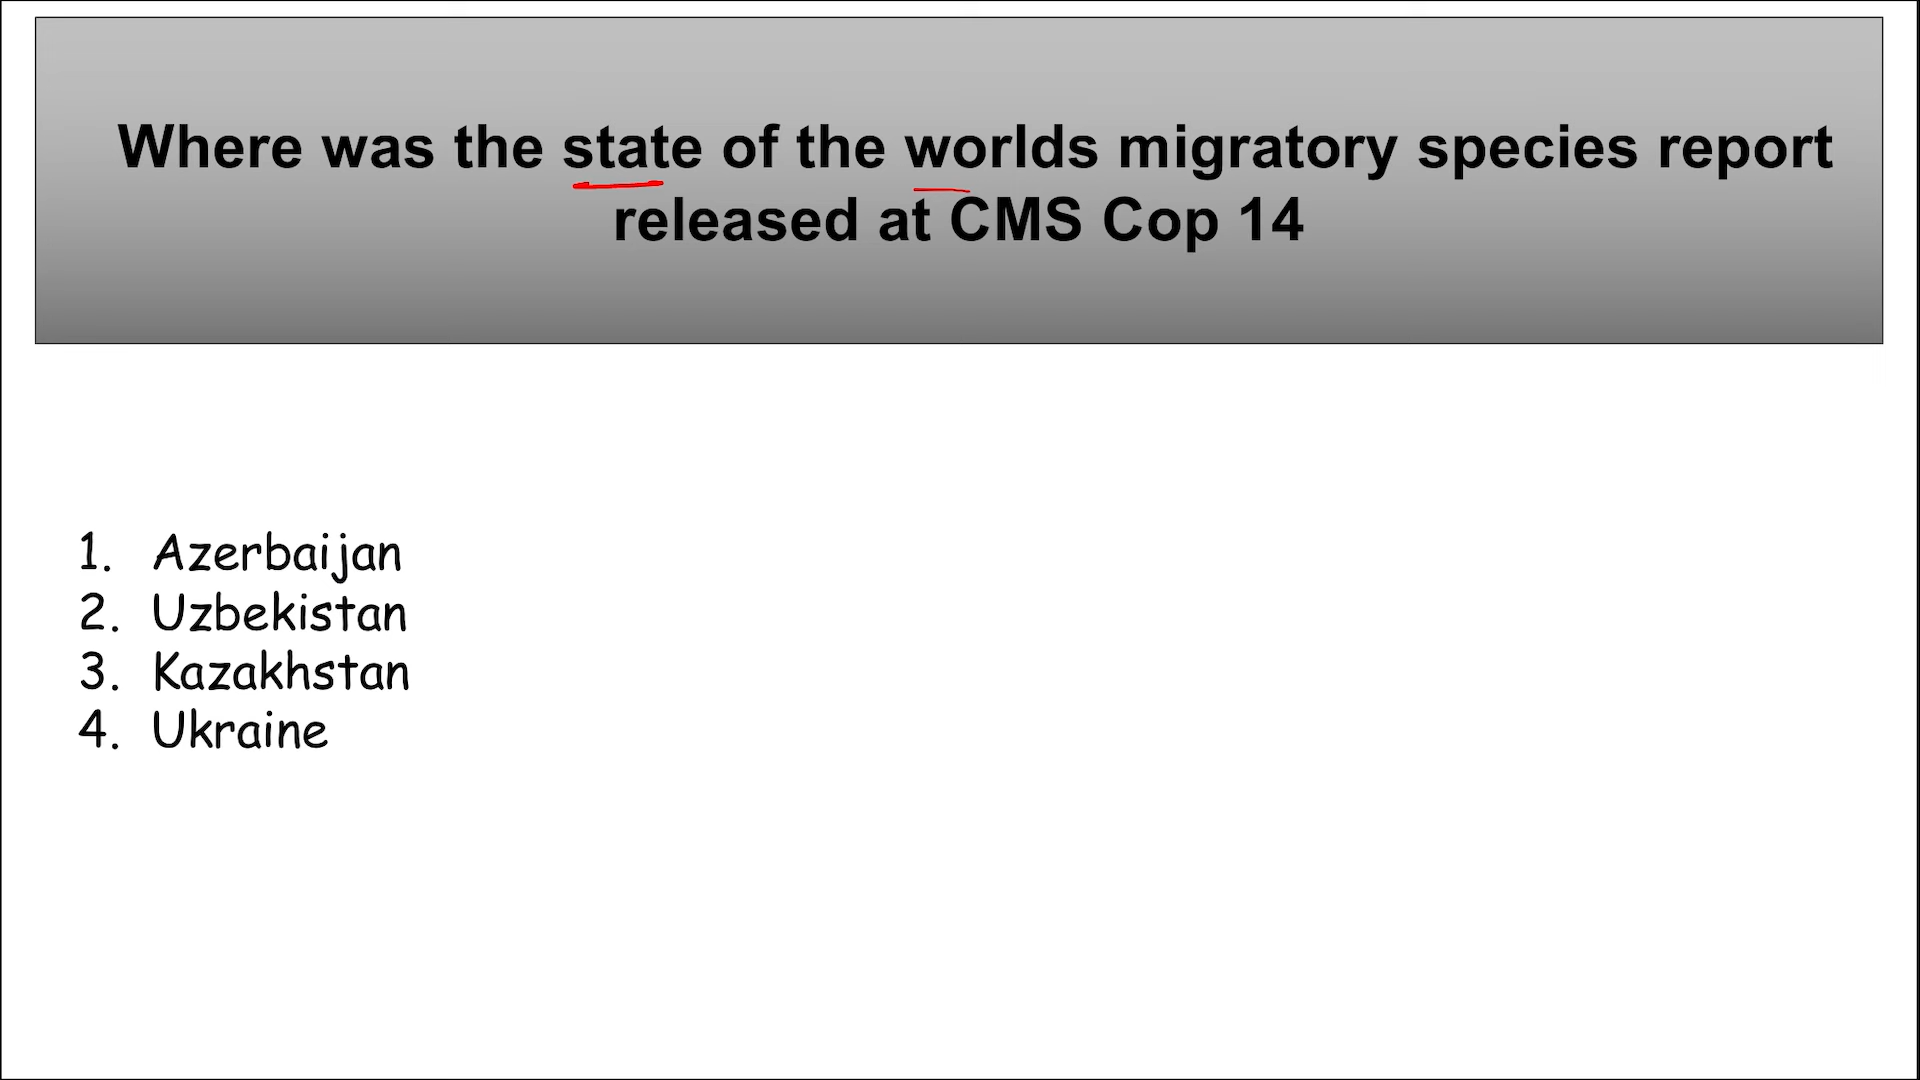 Where was the state of the worlds migratory species report
released at CMS Cop 14
1. Azerbaijan
2. Uzbekistan
3. Kazakhstan
4. Ukraine